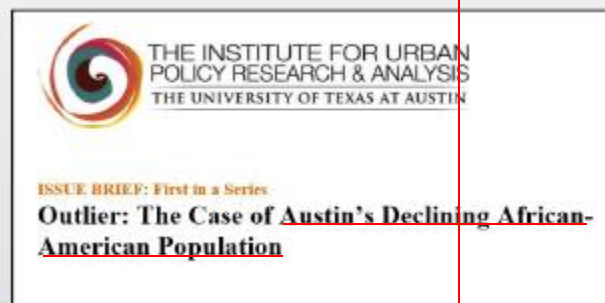 THE INSTITUTE FOR URBAN
POLICY RESEARCH & ANALYSIS
THE UNIVERSITY OF TEXAS AT AUSTIN
ISSUE BRIEF: First in a Series
Outlier: The Case of Austin’s Declining African-
American Population